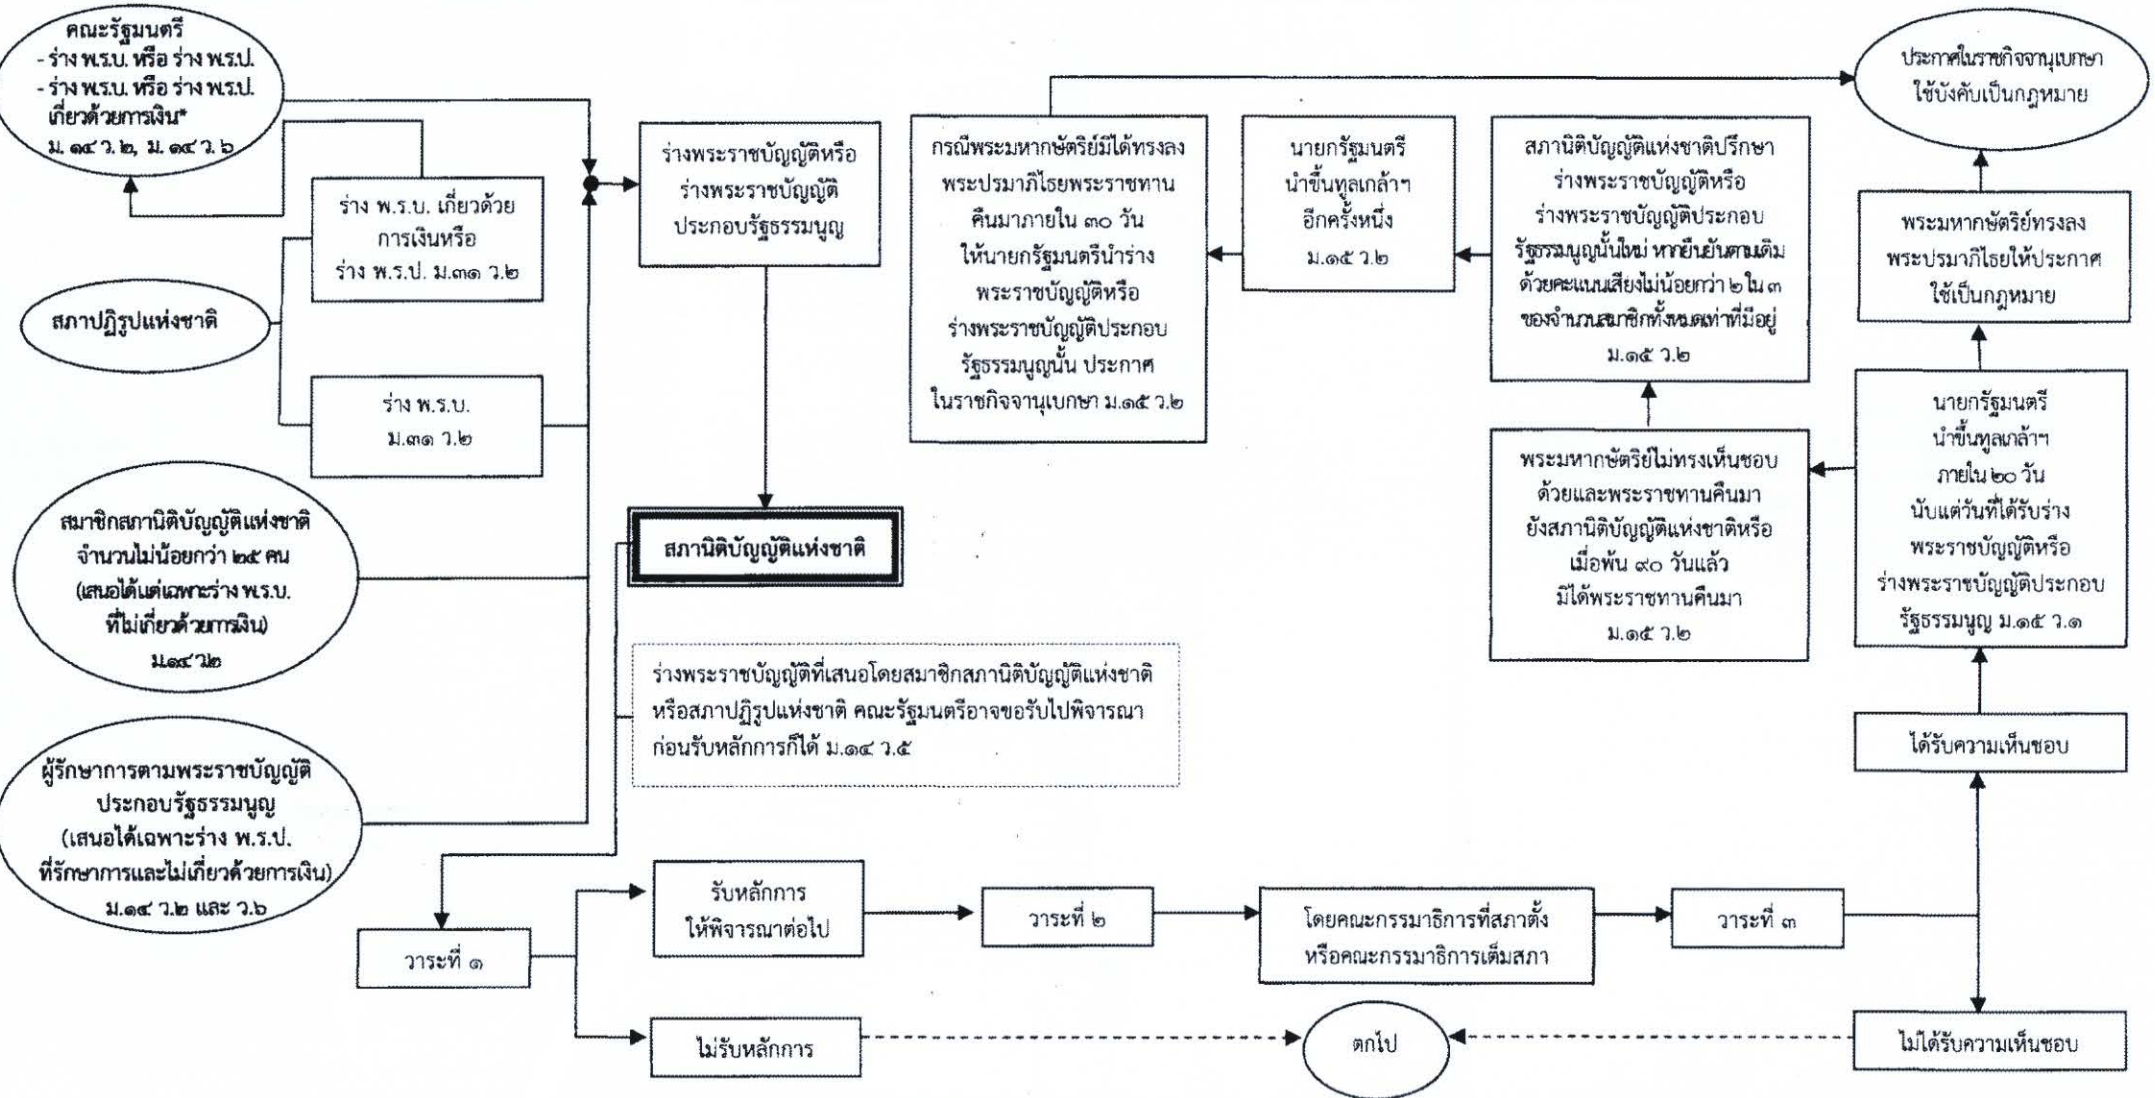 คณะรัฐมนตรี
- ร่าง พ.ร.บ. หรือ ร่าง พ.ร.ป.
- ร่าง พ.ร.บ. หรือ ร่าง พ.ร.ป.
เกี่ยวด้วยการเงิน*
ม. ๑๔ ว. ๒, ม. ๑๔ ว. ๖
ร่าง พ.ร.บ. เกี่ยวด้วย
การเงินหรือ
ร่าง พ.ร.ป. ม.๓๑ ว.๒
สภาปฏิรูปแห่งชาติ
ร่าง พ.ร.บ.
ม.๓๑ ว.๒
สมาชิกสภานิติบัญญัติแห่งชาติ
จำนวนไม่น้อยกว่า ๒๕ คน
(เสนอได้แต่เฉพาะร่าง พ.ร.บ.
ที่ไม่เกี่ยวด้วยการเงิน)
ม.๑๔ ว.๒
ผู้รักษาการตามพระราชบัญญัติ
ประกอบรัฐธรรมนูญ
(เสนอได้เฉพาะร่าง พ.ร.ป.
ที่รักษาการและไม่เกี่ยวด้วยการเงิน)
ม.๑๔ ว.๒ และ ว.๖
ร่างพระราชบัญญัติหรือ
ร่างพระราชบัญญัติ
ประกอบรัฐธรรมนูญ
สภานิติบัญญัติแห่งชาติ
ร่างพระราชบัญญัติที่เสนอโดยสมาชิกสภานิติบัญญัติแห่งชาติ
หรือสภาปฏิรูปแห่งชาติ คณะรัฐมนตรีอาจขอรับไปพิจารณา
ก่อนรับหลักการก็ได้ ม.๑๔ ว.๕
วาระที่ ๑
รับหลักการ
ให้พิจารณาต่อไป
ไม่รับหลักการ
วาระที่ ๒
โดยคณะกรรมาธิการที่สภาตั้ง
หรือคณะกรรมาธิการเต็มสภา
วาระที่ ๓
ตกไป
ได้รับความเห็นชอบ
ไม่ได้รับความเห็นชอบ
นายกรัฐมนตรี
นำขึ้นทูลเกล้าฯ
ภายใน ๒๐ วัน
นับแต่วันที่ได้รับร่าง
พระราชบัญญัติหรือ
ร่างพระราชบัญญัติประกอบ
รัฐธรรมนูญ ม.๑๕ ว.๑
พระมหากษัตริย์ทรงลง
พระปรมาภิไธยให้ประกาศ
ใช้เป็นกฎหมาย
ประกาศในราชกิจจานุเบกษา
ใช้บังคับเป็นกฎหมาย
พระมหากษัตริย์ไม่ทรงเห็นชอบ
ด้วยและพระราชทานคืนมา
ยังสภานิติบัญญัติแห่งชาติหรือ
เมื่อพ้น ๙๐ วันแล้ว
มิได้พระราชทานคืนมา
ม.๑๕ ว.๒
สภานิติบัญญัติแห่งชาติปรึกษา
ร่างพระราชบัญญัติหรือ
ร่างพระราชบัญญัติประกอบ
รัฐธรรมนูญนั้นใหม่ หากยืนยันตามเดิม
ด้วยคะแนนเสียงไม่น้อยกว่า ๒ ใน ๓
ของจำนวนสมาชิกทั้งหมดเท่าที่มีอยู่
ม.๑๕ ว.๒
นายกรัฐมนตรี
นำขึ้นทูลเกล้าฯ
อีกครั้งหนึ่ง
ม.๑๕ ว.๒
กรณีพระมหากษัตริย์มิได้ทรงลง
พระปรมาภิไธยพระราชทาน
คืนมาภายใน ๓๐ วัน
ให้นายกรัฐมนตรีนำร่าง
พระราชบัญญัติหรือ
ร่างพระราชบัญญัติประกอบ
รัฐธรรมนูญนั้น ประกาศ
ในราชกิจจานุเบกษา ม.๑๕ ว.๒